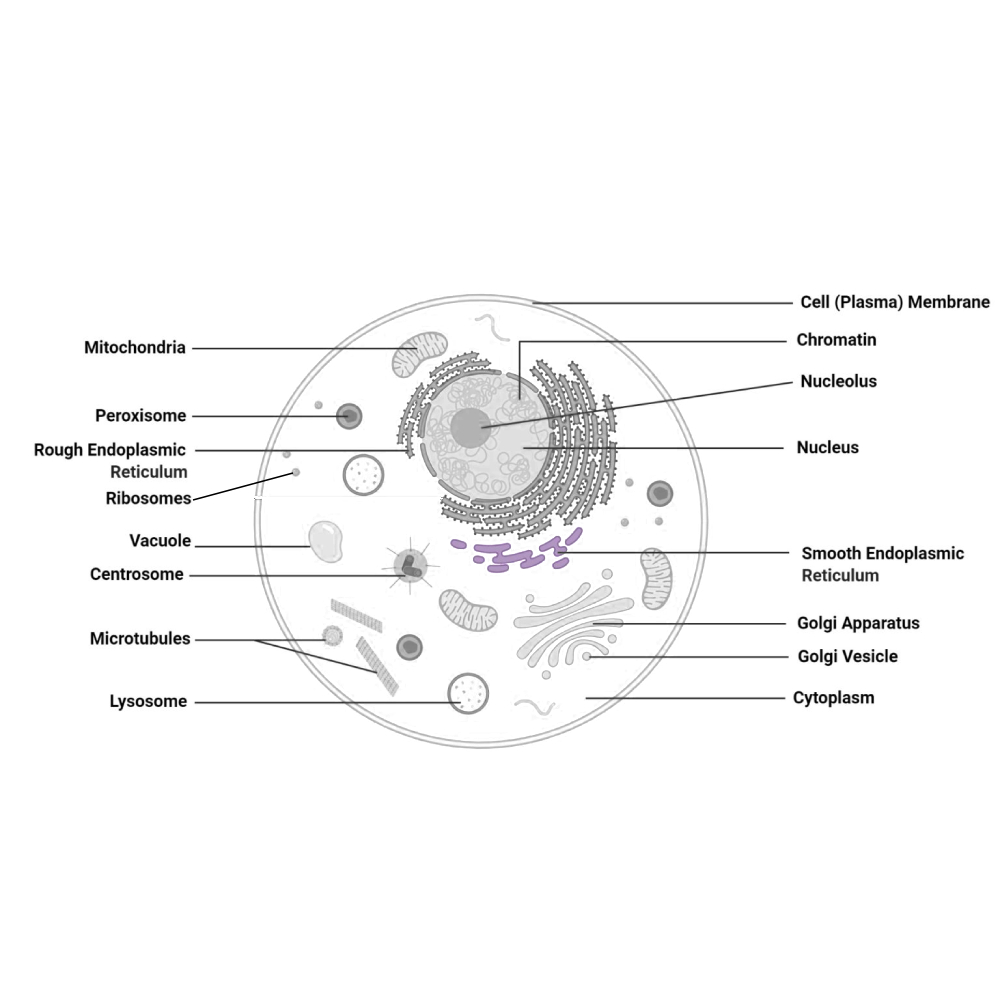 Cell (Plasma) Membrane
Chromatin
Mitochondria
Nucleolus
Peroxisome
Nucleus
Rough Endoplasmic
Reticulum
Ribosomes
Vacuole
Smooth Endoplasmic
Reticulum
Centrosome
Golgi Apparatus
Microtubules
Golgi Vesicle
Cytoplasm
Lysosome